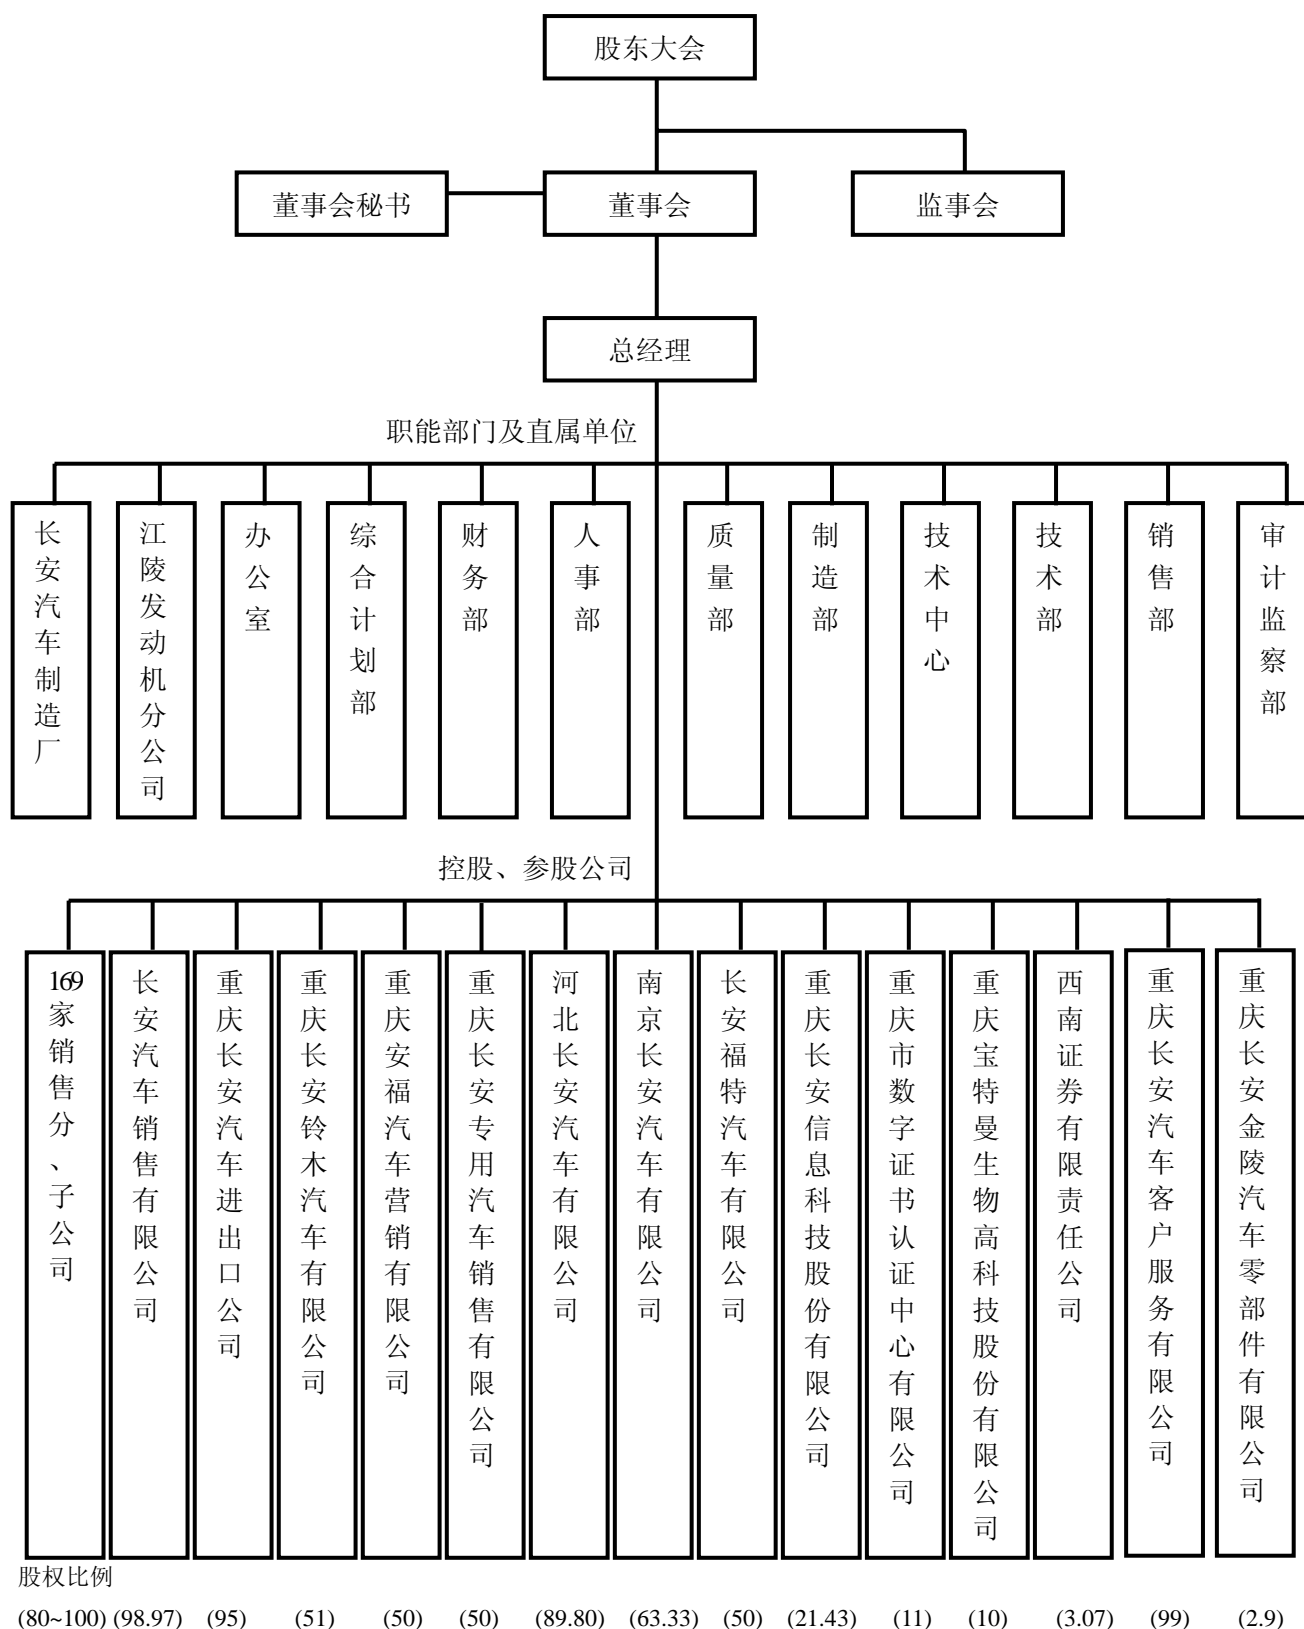 股东大会
董事会秘书
董事会
监事会
总经理
职能部门及直属单位
长安汽车制造厂
江陵发动机分公司
办公室
综合计划部
财务部
人事部
质量部
制造部
技术中心
技术部
销售部
审计监察部
控股、参股公司
169家销售分、子公司
长安汽车销售有限公司
重庆长安汽车进出口公司
重庆长安铃木汽车有限公司
重庆安福汽车营销有限公司
重庆长安专用汽车销售有限公司
河北长安汽车有限公司
南京长安汽车有限公司
长安福特汽车有限公司
重庆长安信息科技股份有限公司
重庆市数字证书认证中心有限公司
重庆宝特曼生物高科技股份有限公司
西南证券有限责任公司
重庆长安汽车客户服务有限公司
重庆长安金陵汽车零部件有限公司
股权比例
(80~100) (98.97) (95) (51) (50) (50) (89.80) (63.33) (50) (21.43) (11) (10) (3.07) (99) (2.9)